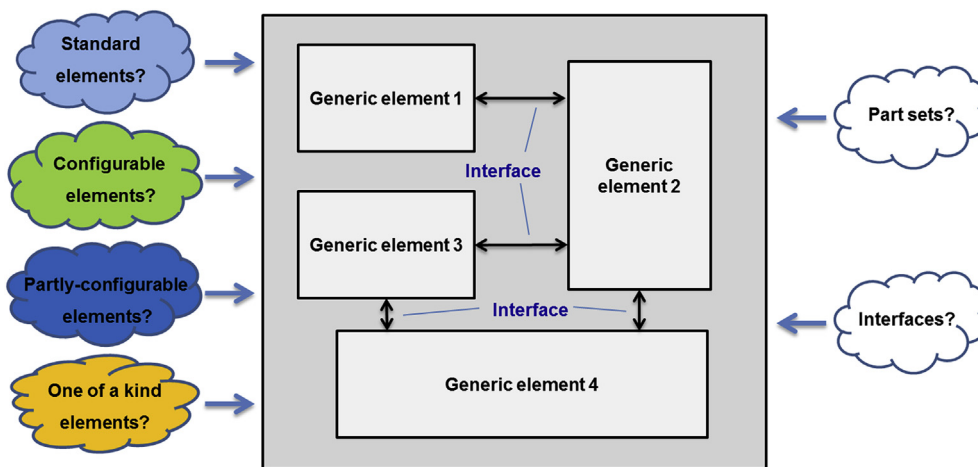 Standard
elements?
Configurable
elements?
Partly-configurable
elements?
One of a kind
elements?
Generic element 1
Interface
Generic
element 2
Generic element 3
Interface
Generic element 4
Part sets?
Interfaces?